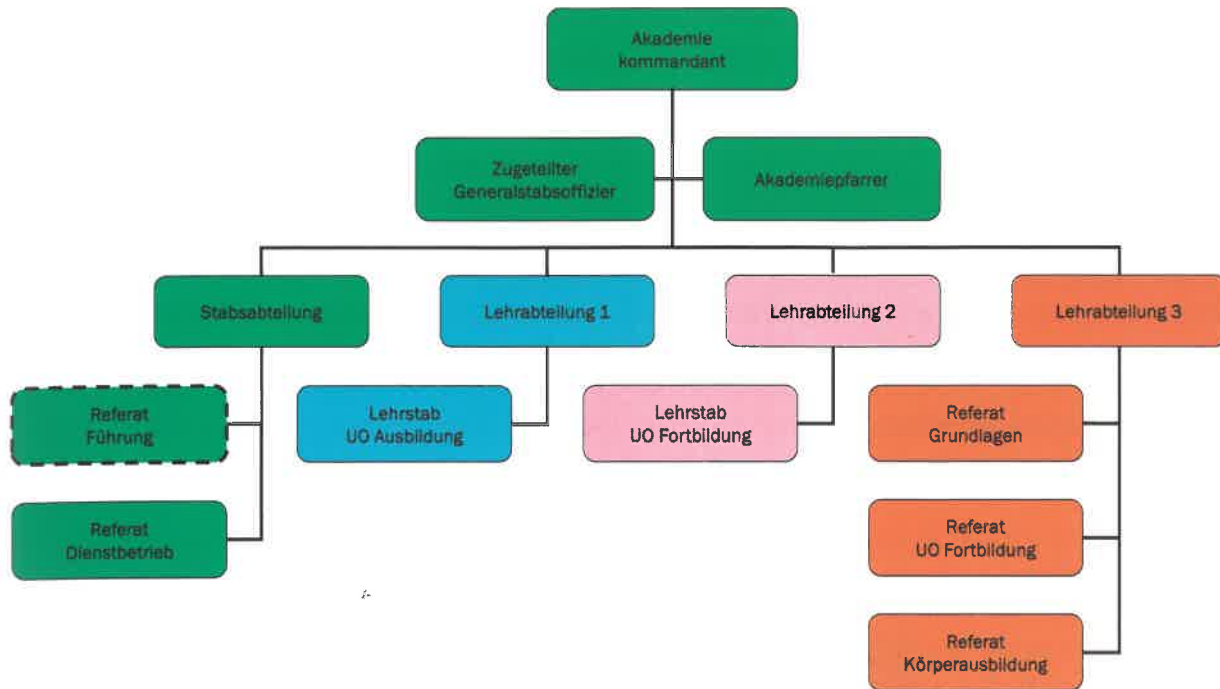 Akademie
kommandant
Zugeteilter
Generalstabsoffizier
Akademiepfarrer
Stabsabteilung
Lehrabteilung 1
Lehrabteilung 2
Lehrabteilung 3
Referat
Führung
Lehrstab
UO Ausbildung
Lehrstab
UO Fortbildung
Referat
Grundlagen
Referat
Dienstbetrieb
Referat
UO Fortbildung
Referat
Körperausbildung